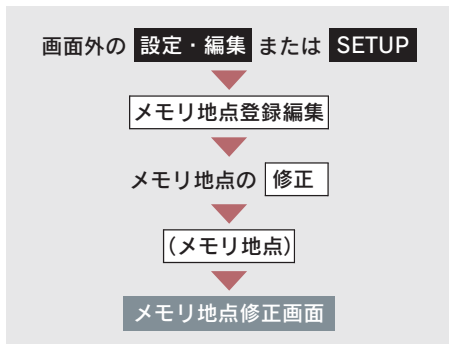 画面外の 設定・編集 または SETUP
メモリ地点登録編集
メモリ地点の 修正
(メモリ地点)
メモリ地点修正画面